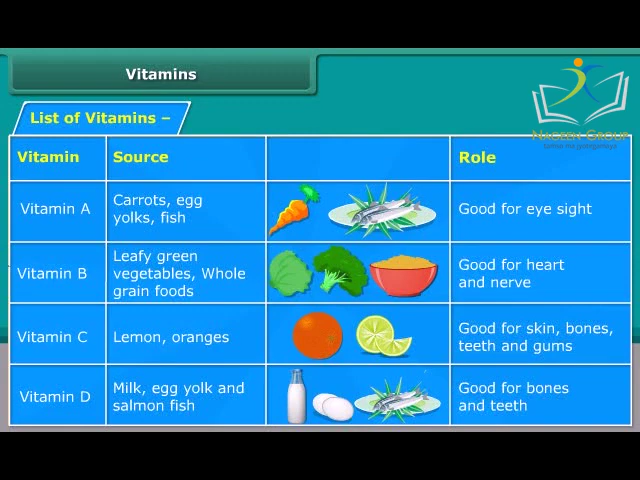 Vitamins
List of Vitamins –
Vitamin
Source
Role
Vitamin A
Carrots, egg
yolks, fish
Good for eye sight
Vitamin B
Leafy green
vegetables, Whole
grain foods
Good for heart
and nerve
Vitamin C
Lemon, oranges
Good for skin, bones,
teeth and gums
Vitamin D
Milk, egg yolk and
salmon fish
Good for bones
and teeth
Nageen Group